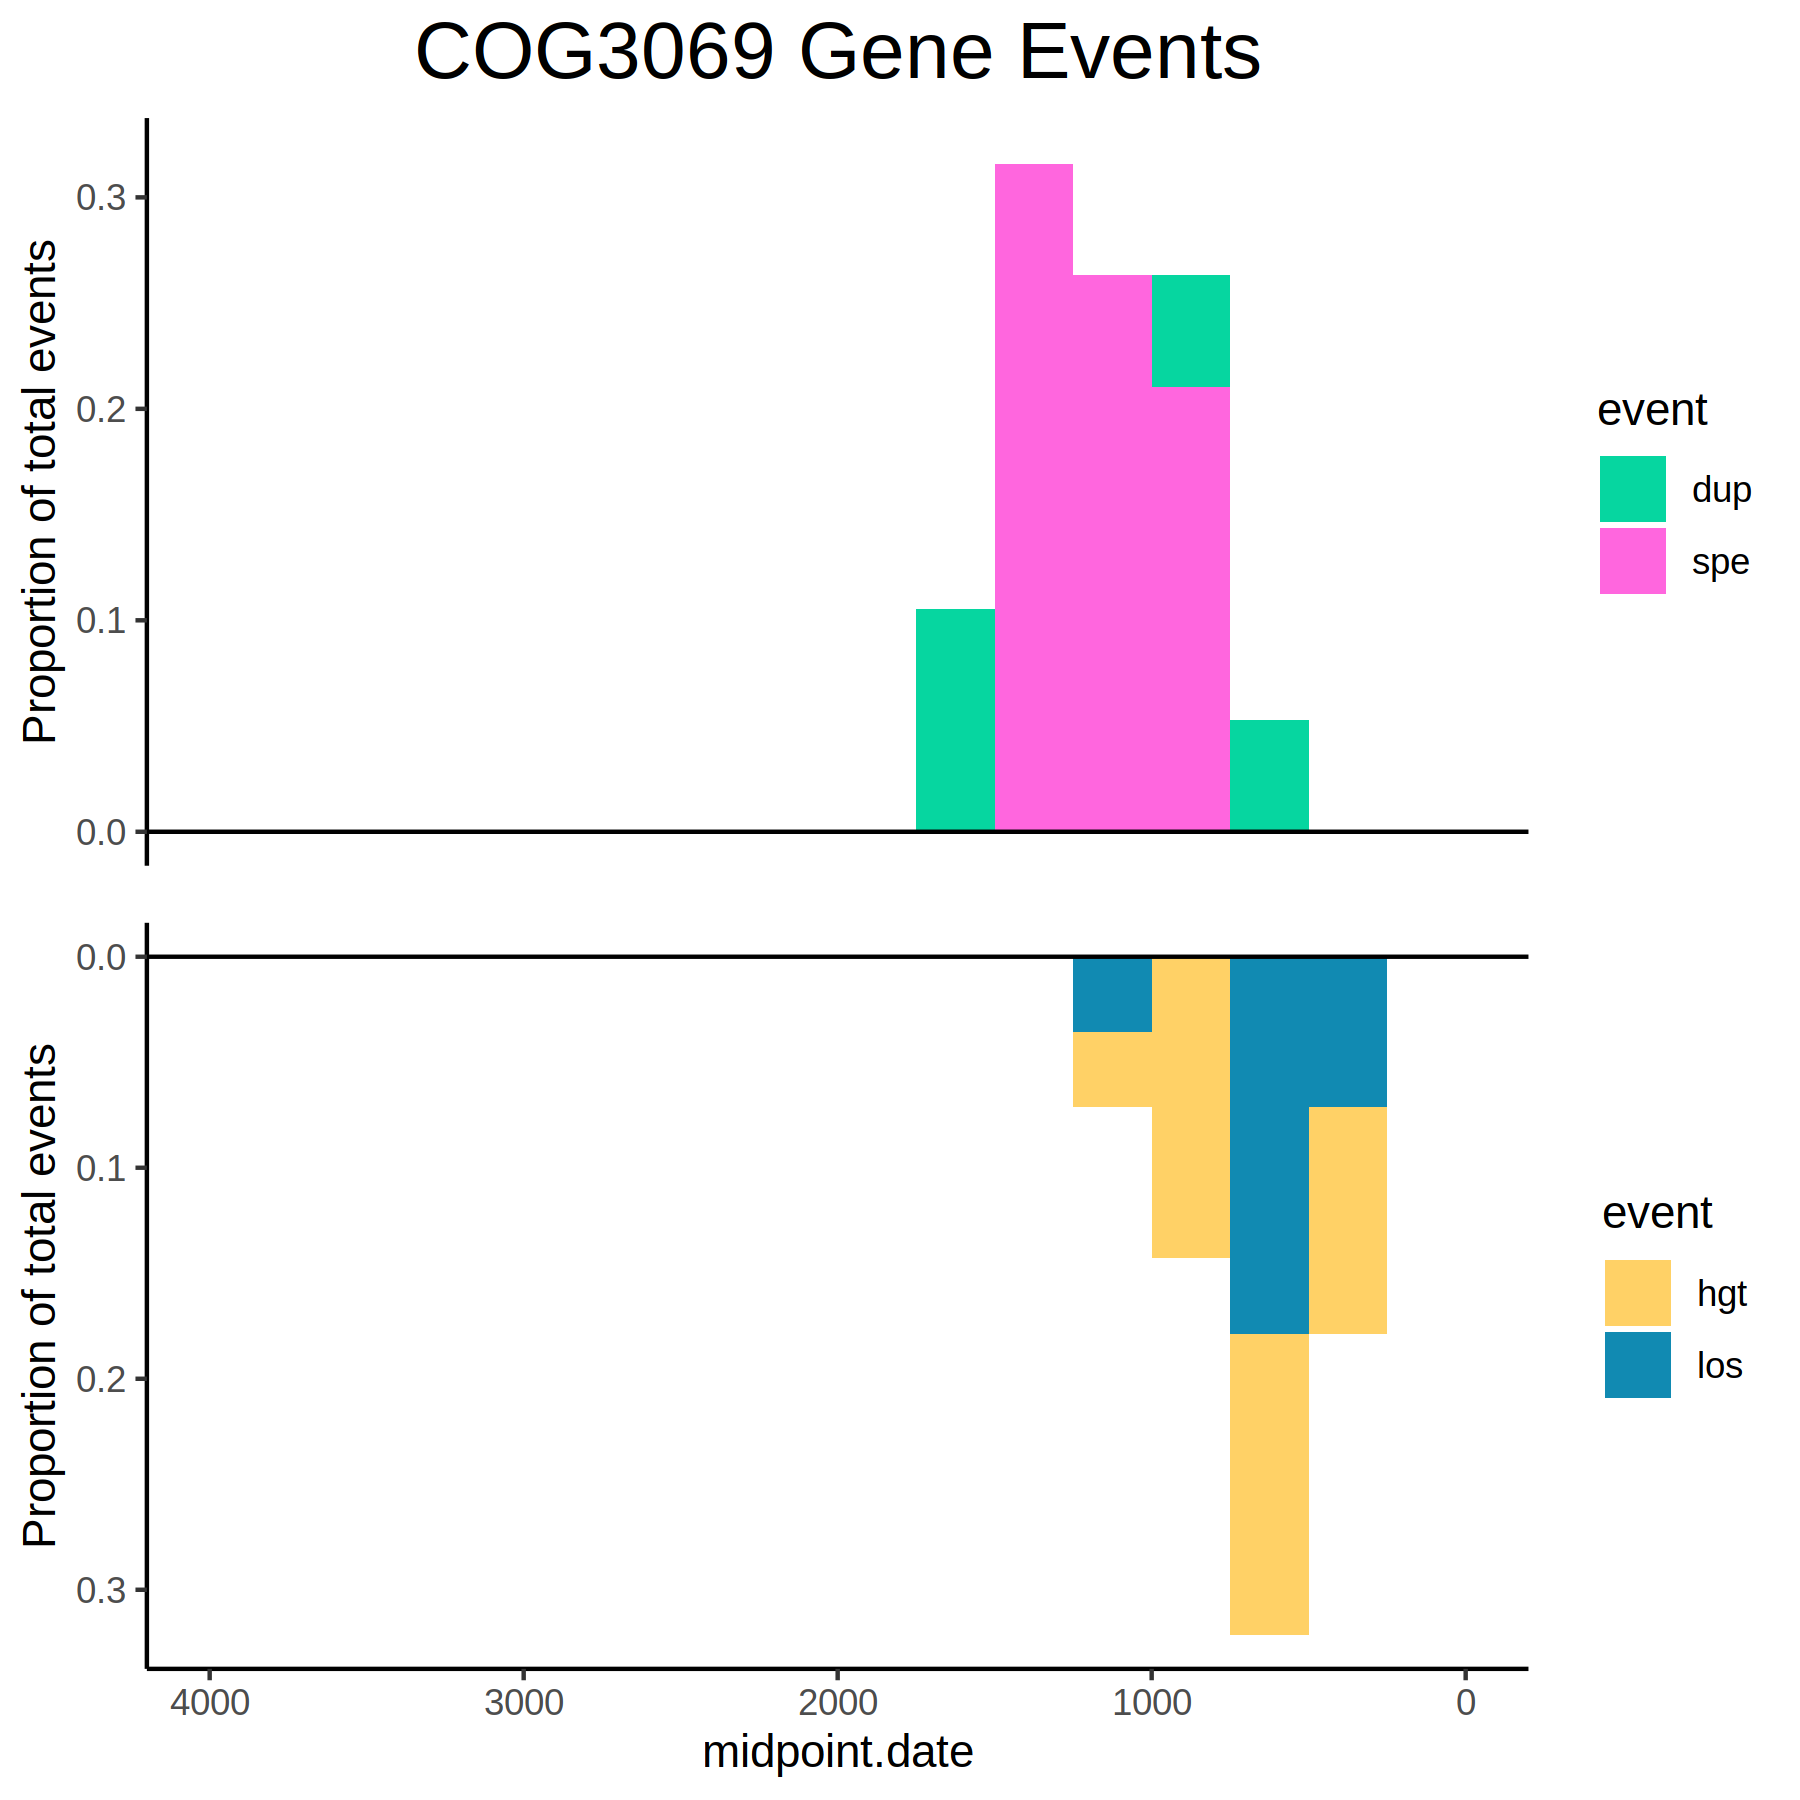 COG3069 Gene Events
Proportion of total events
0.3
0.2
0.1
0.0
event
dup
spe
Proportion of total events
0.0
0.1
0.2
0.3
event
hgt
los
4000 3000 2000 1000 0
midpoint.date